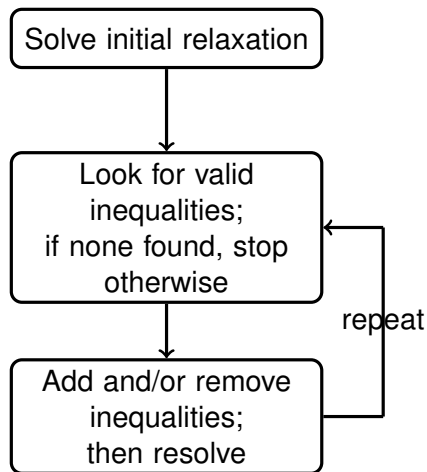 Solve initial relaxation
Look for valid
inequalities;
if none found, stop
otherwise
repeat
Add and/or remove
inequalities;
then resolve